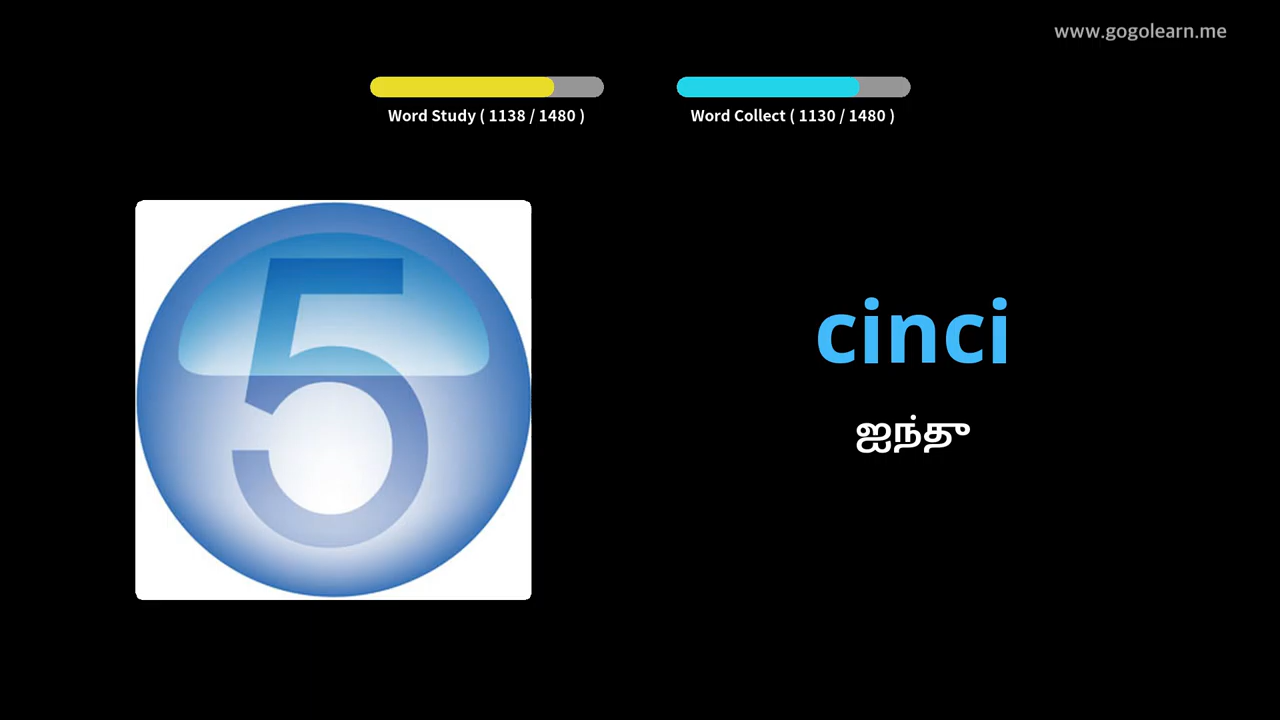 www.gogolearn.me
Word Study ( 1138 / 1480 )
Word Collect ( 1130 / 1480 )
5
cinci
ஐந்து